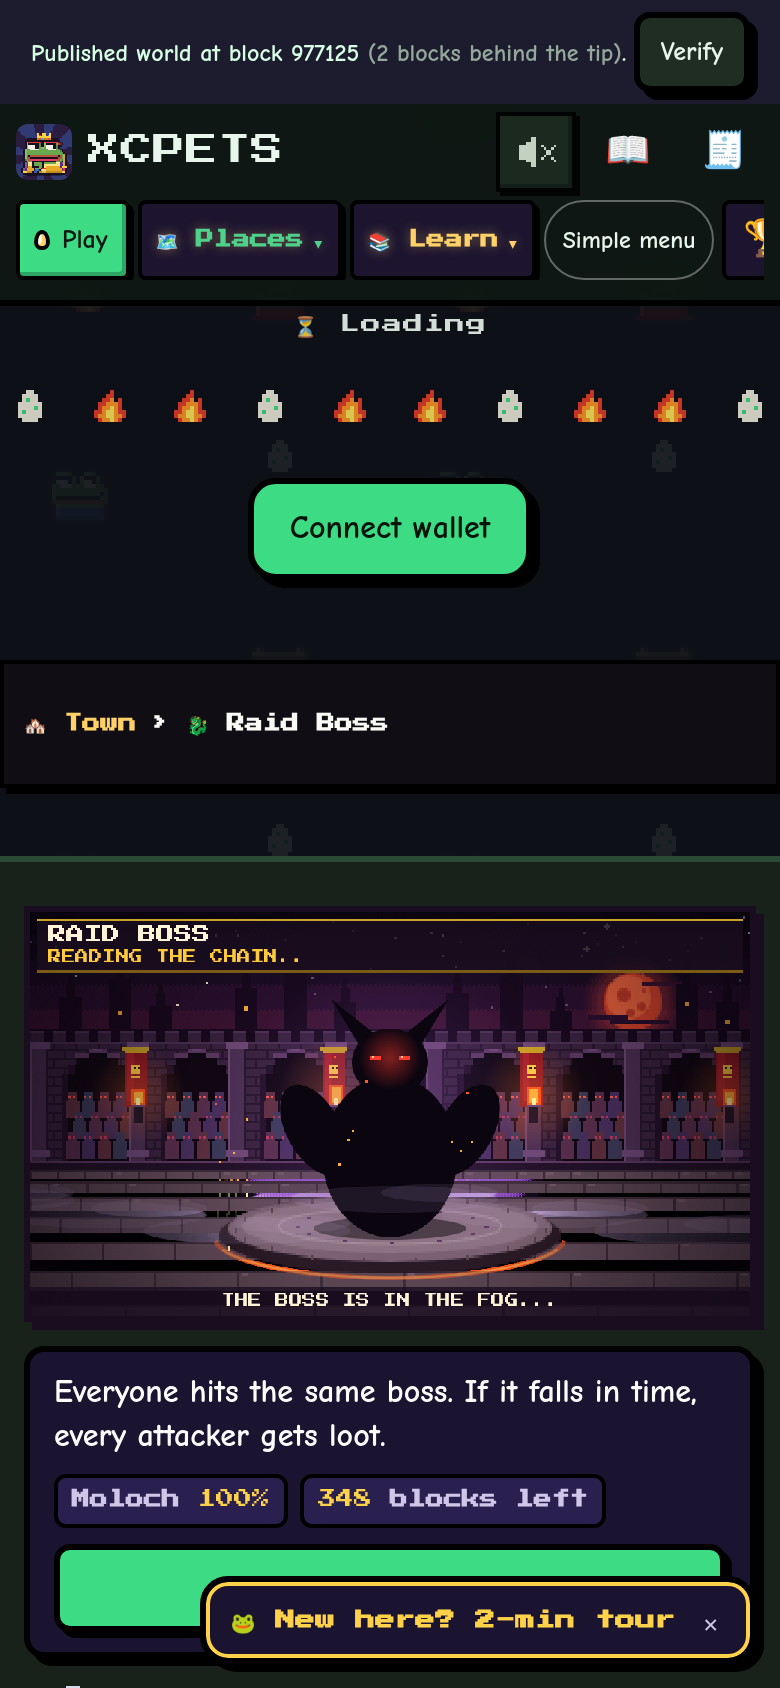 Published world at block 977125 (2 blocks behind the tip).
Verify
XCPETS
Play
Places ▾
Learn ▾
Simple menu
Loading
Connect wallet
Town › Raid Boss
RAID BOSS
READING THE CHAIN..
THE BOSS IS IN THE FOG...
Everyone hits the same boss. If it falls in time,
every attacker gets loot.
Moloch 100%
348 blocks left
New here? 2-min tour ×